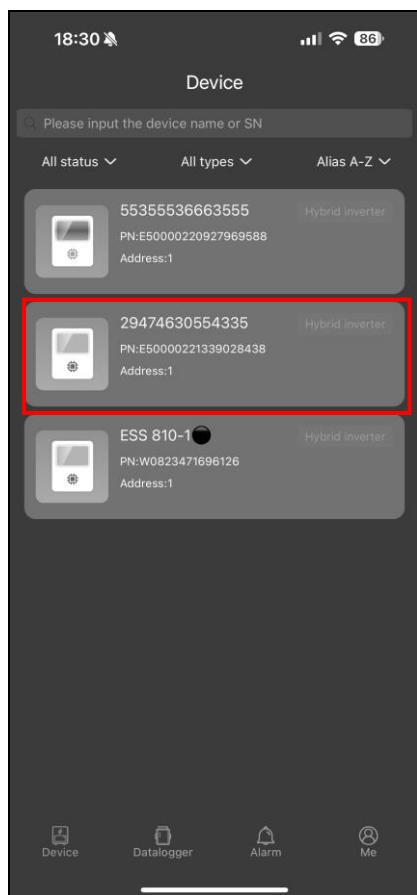 18:30
86
Device
Please input the device name or SN
All status
All types
Alias A-Z
55355536663555
Hybrid inverter
PN:E50000220927969588
Address:1
29474630554335
Hybrid inverter
PN:E50000221339028438
Address:1
ESS 810-1
Hybrid inverter
PN:W0823471696126
Address:1
Device
Datalogger
Alarm
Me